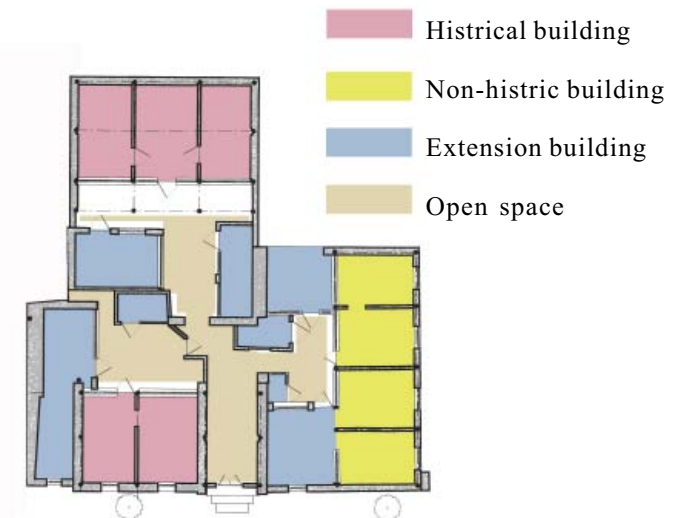 Histrical building
Non-histric building
Extension building
Open space